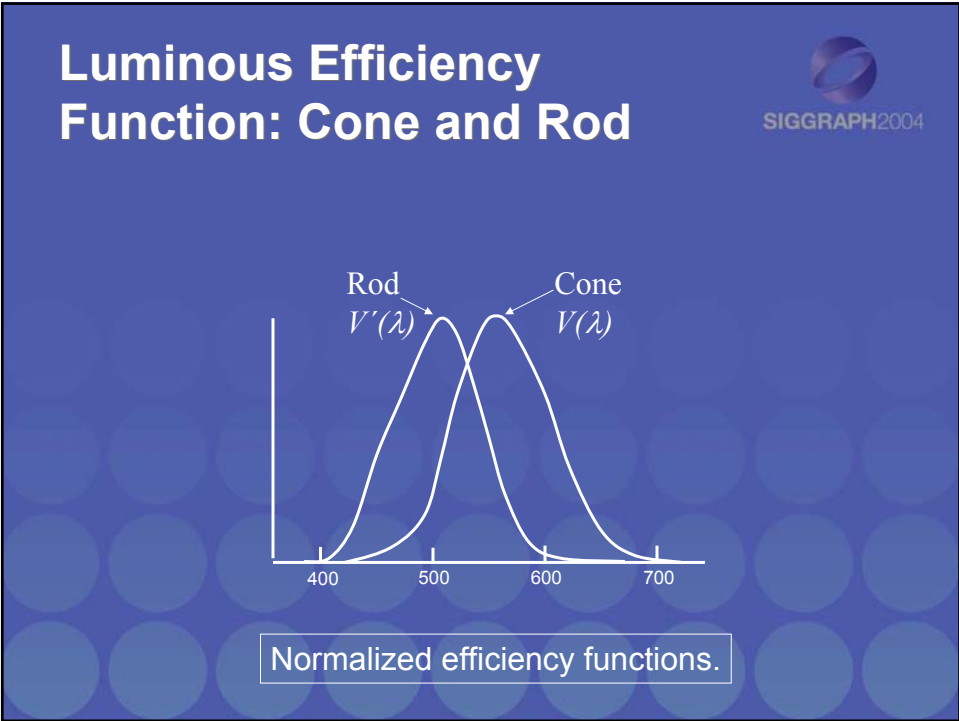 Luminous Efficiency
Function: Cone and Rod
SIGGRAPH2004
Rod
V´(λ)
Cone
V(λ)
400 500 600 700
Normalized efficiency functions.